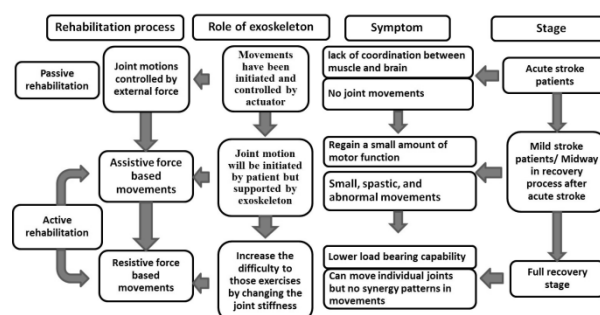 Rehabilitation process
Role of exoskeleton
Symptom
Stage
Passive
rehabilitation
Joint motions
controlled by
external force
Movements
have been
initiated and
controlled by
actuator
lack of coordination between
muscle and brain
No joint movements
Acute stroke
patients
Active
rehabilitation
Assistive force
based
movements
Joint motion
will be initiated
by patient but
supported by
exoskeleton
Regain a small amount of
motor function
Small, spastic, and
abnormal movements
Mild stroke
patients/ Midway
in recovery
process after
acute stroke
Resistive force
based
movements
Increase the
difficulty to
those exercises
by changing the
joint stiffness
Lower load bearing capability
Can move individual joints
but no synergy patterns in
movements
Full recovery
stage